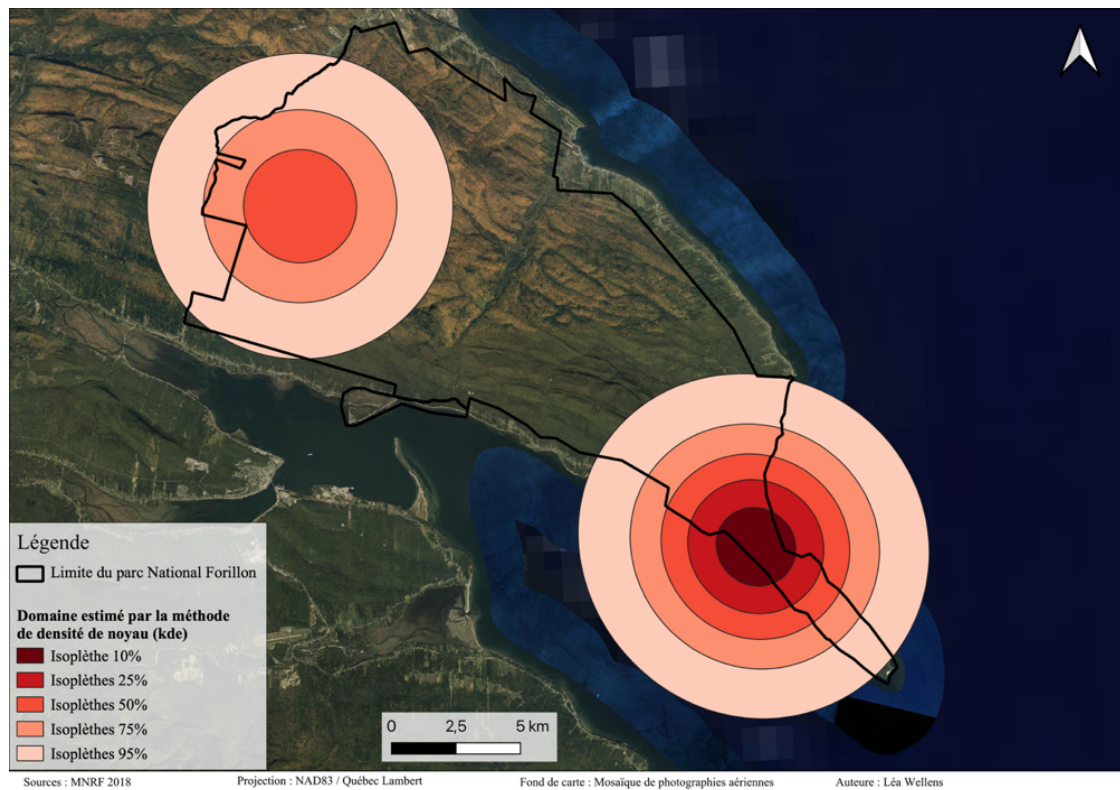 Légende
Limite du parc National Forillon
Domaine estimé par la méthode
de densité de noyau (kde)
Isoplèthe 10%
Isoplèthes 25%
Isoplèthes 50%
Isoplèthes 75%
Isoplèthes 95%
0 2,5 5 km
Sources : MNRF 2018 Projection : NAD83 / Québec Lambert Fond de carte : Mosaïque de photographies aériennes Auteure : Léa Wellens